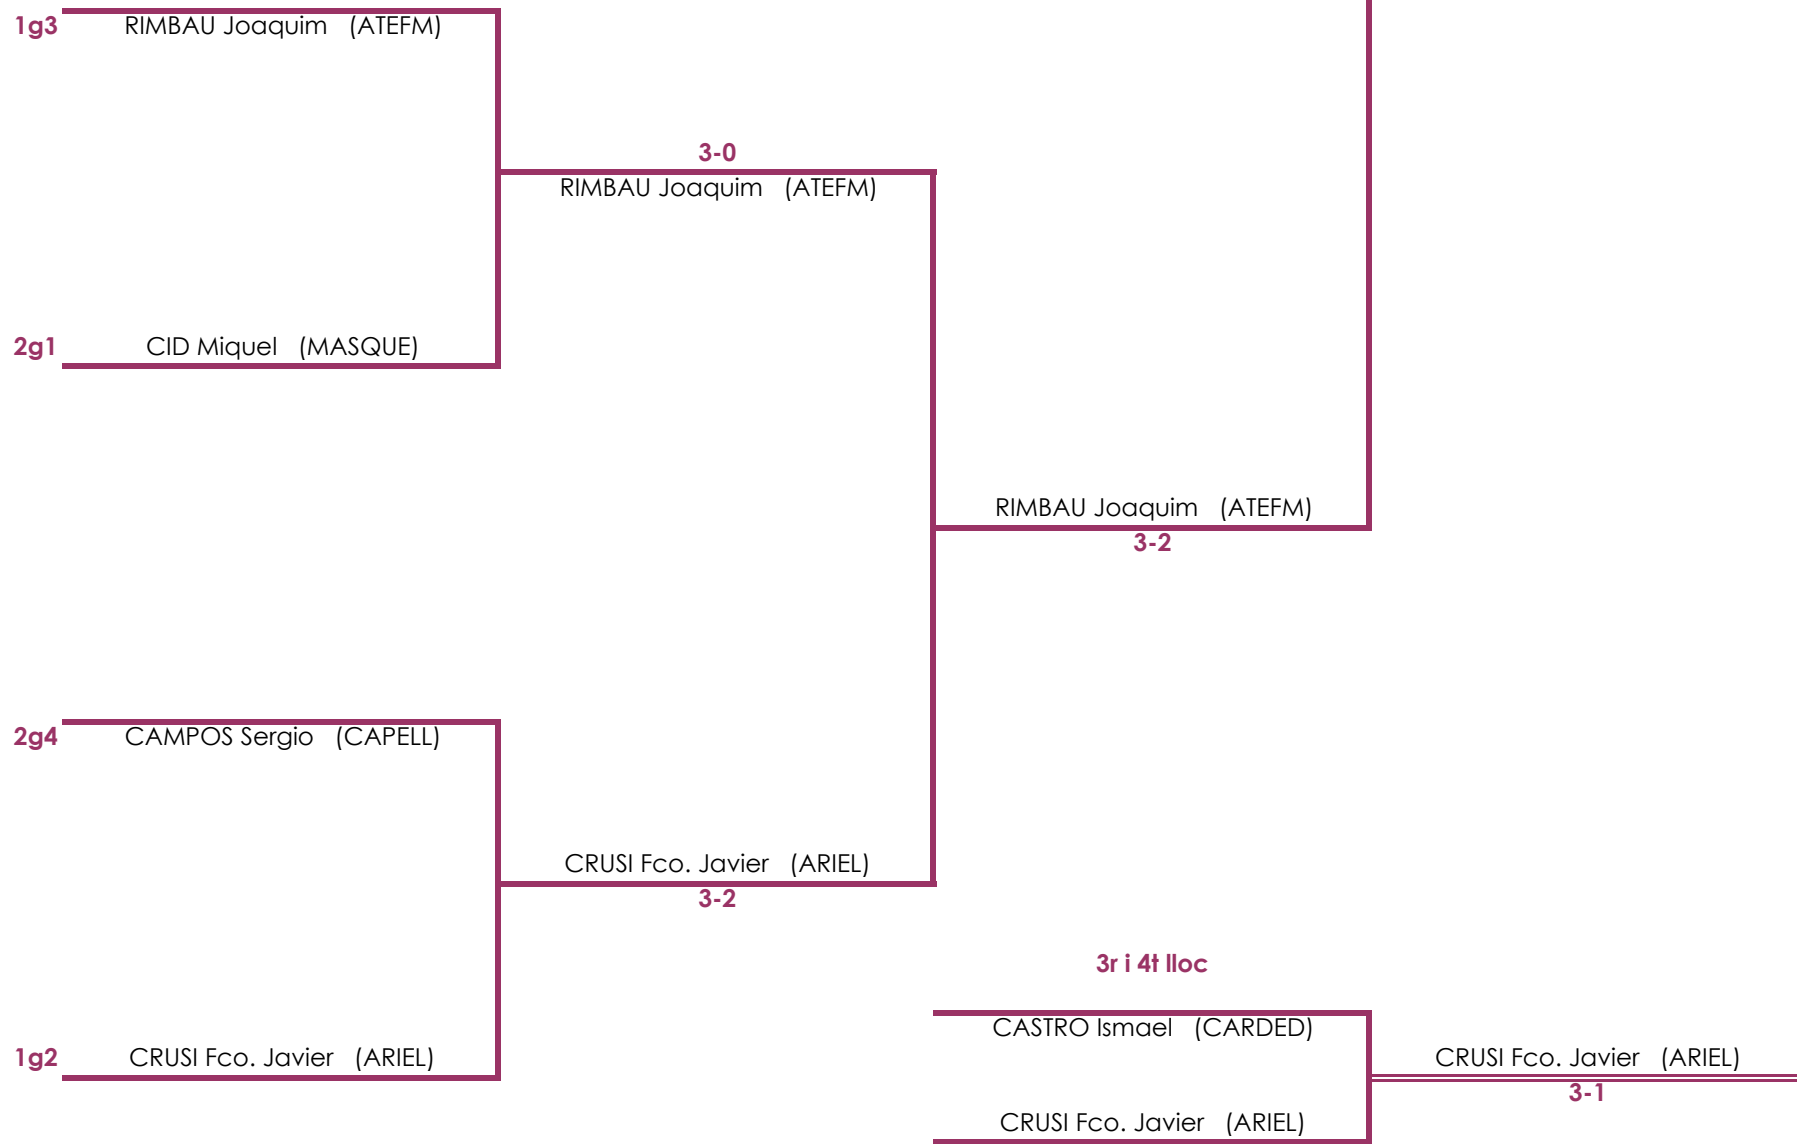 1g3 RIMBAU Joaquim (ATEFM)
3-0
RIMBAU Joaquim (ATEFM)
2g1 CID Miquel (MASQUE)
RIMBAU Joaquim (ATEFM)
3-2
2g4 CAMPOS Sergio (CAPELL)
CRUSI Fco. Javier (ARIEL)
3-2
1g2 CRUSI Fco. Javier (ARIEL)
3r i 4t lloc
CASTRO Ismael (CARDED)
CRUSI Fco. Javier (ARIEL)
3-1
CRUSI Fco. Javier (ARIEL)